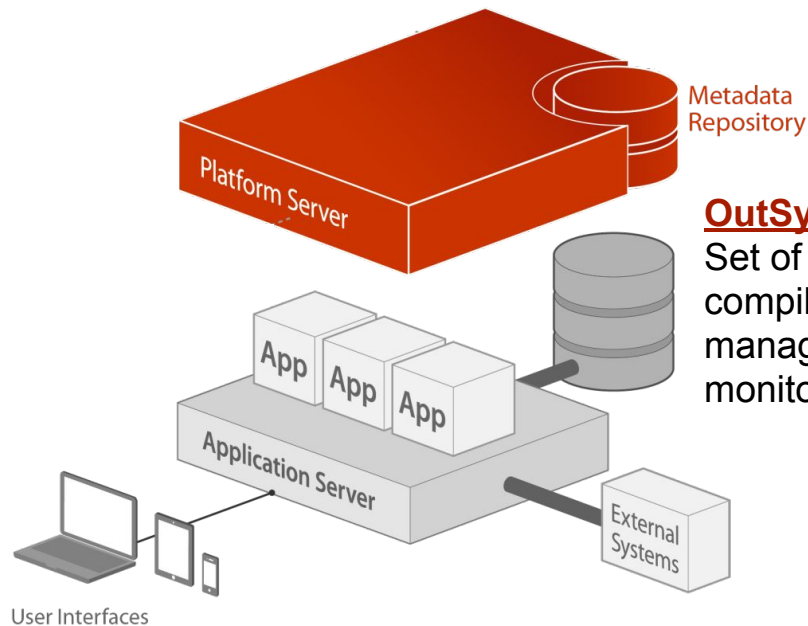 Metadata
Repository
Platform Server
OutSy
Set of
compil
manag
monito
App
App
App
Application Server
External
Systems
User Interfaces